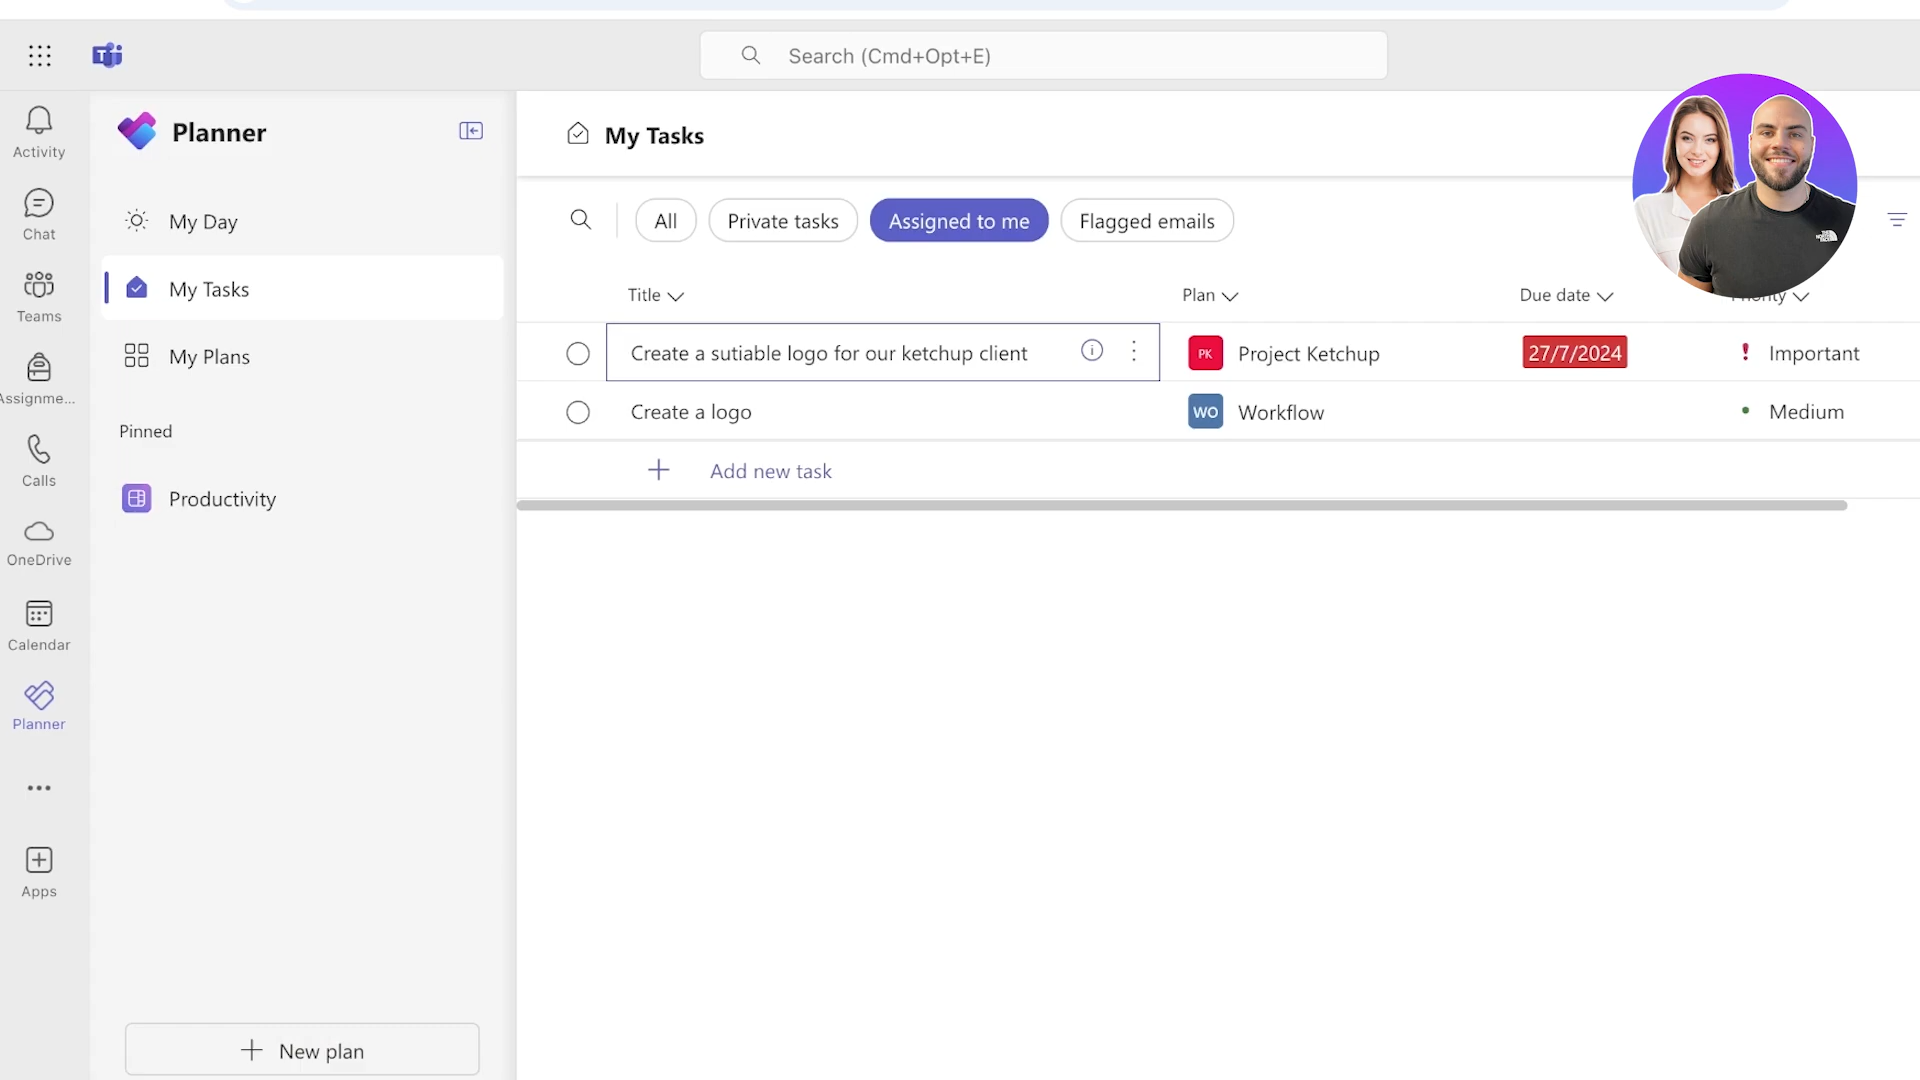 Search (Cmd+Opt+E)
Activity
Chat
Teams
Assignme...
Calls
OneDrive
Calendar
Planner
Apps
Planner
My Day
My Tasks
My Plans
Pinned
Productivity
New plan
My Tasks
All Private tasks Assigned to me Flagged emails
Title Plan Due date
Create a sutiable logo for our ketchup client PK Project Ketchup 27/7/2024 Important
Create a logo WO Workflow Medium
Add new task
THE NORTH FACE